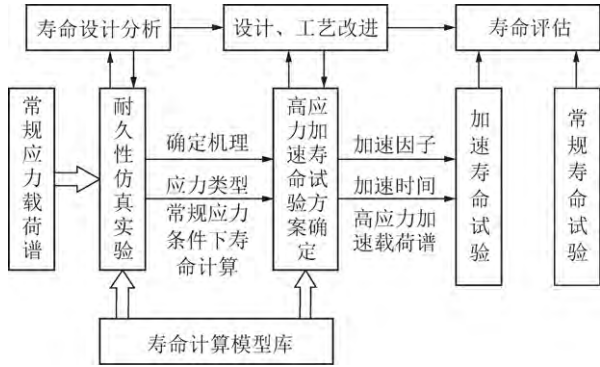 寿命设计分析
设计、工艺改进
寿命评估
常规应力载荷谱
耐久性仿真实验
确定机理
应力类型
常规应力
条件下寿
命计算
高应
力加
速寿
命试
验方
案确
定
加速因子
加速时间
高应力加
速载荷谱
加速寿命试验
常规寿命试验
寿命计算模型库